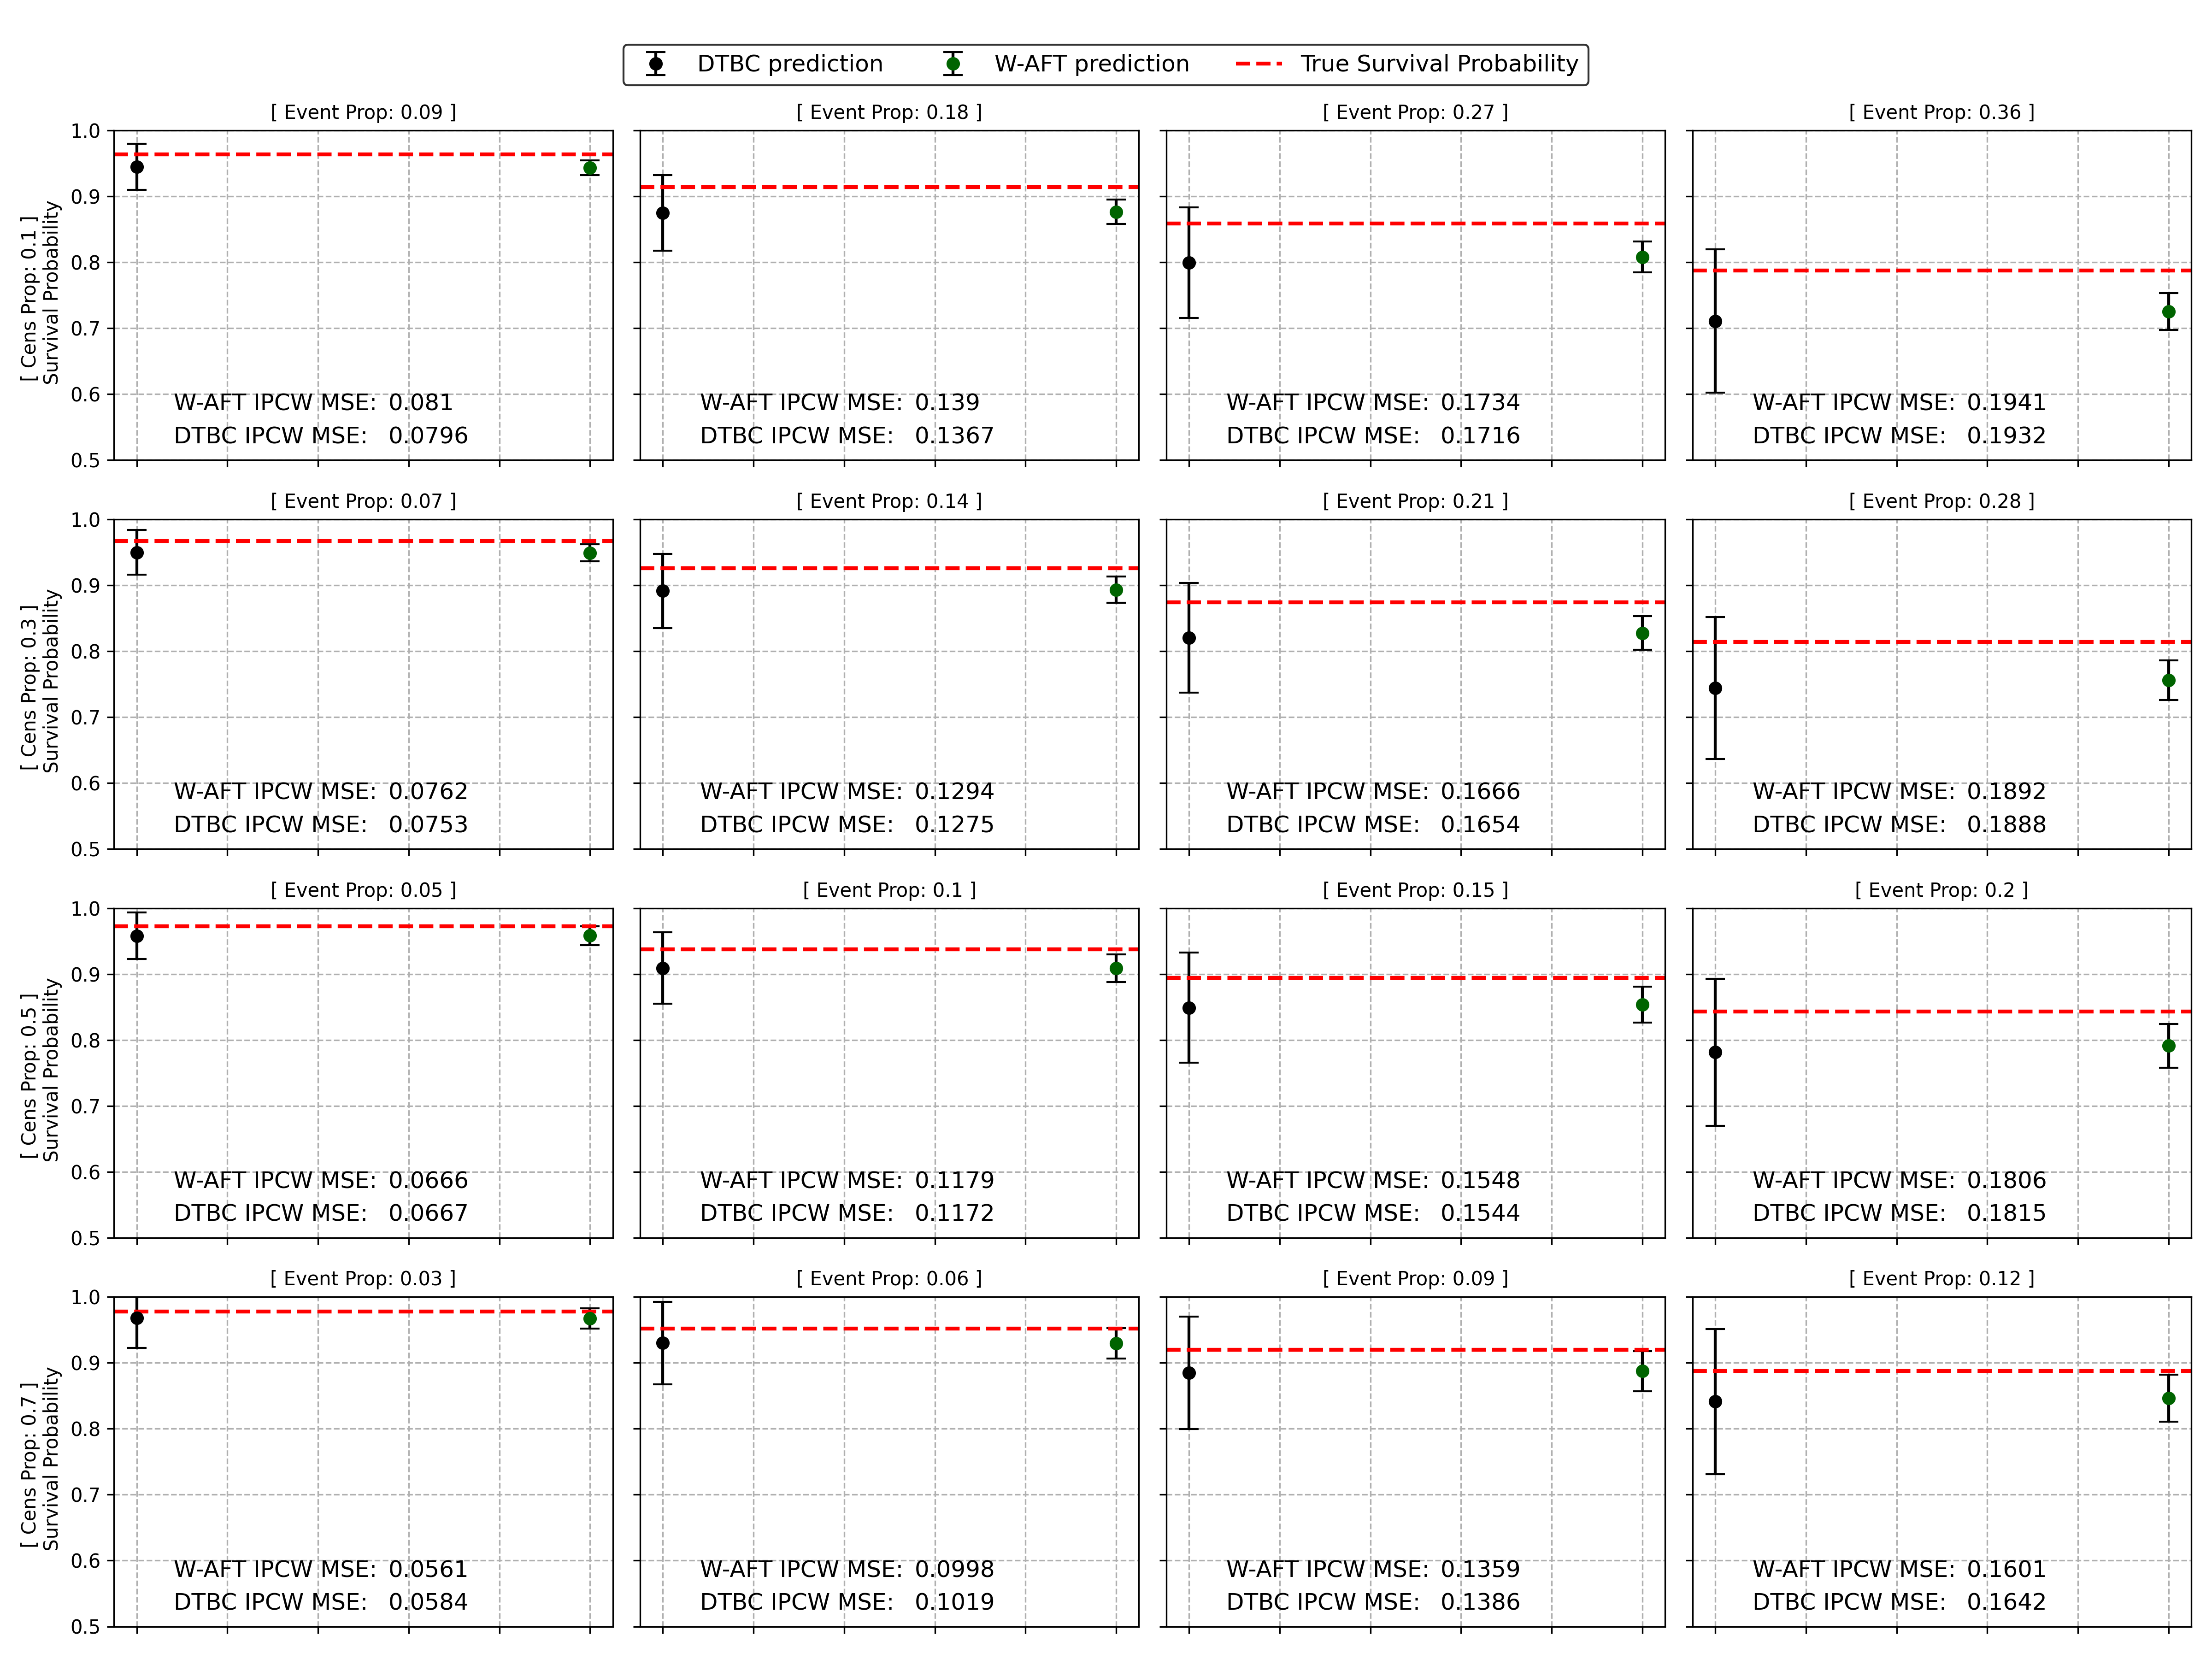 DTBC prediction W-AFT prediction True Survival Probability
[ Event Prop: 0.09 ] [ Event Prop: 0.18 ] [ Event Prop: 0.27 ] [ Event Prop: 0.36 ]
[ Cens Prop: 0.1 ]
Survival Probability
1.0
0.9
0.8
0.7
0.6
0.5
W-AFT IPCW MSE: 0.081
DTBC IPCW MSE: 0.0796
W-AFT IPCW MSE: 0.139
DTBC IPCW MSE: 0.1367
W-AFT IPCW MSE: 0.1734
DTBC IPCW MSE: 0.1716
W-AFT IPCW MSE: 0.1941
DTBC IPCW MSE: 0.1932
[ Event Prop: 0.07 ] [ Event Prop: 0.14 ] [ Event Prop: 0.21 ] [ Event Prop: 0.28 ]
[ Cens Prop: 0.3 ]
Survival Probability
1.0
0.9
0.8
0.7
0.6
0.5
W-AFT IPCW MSE: 0.0762
DTBC IPCW MSE: 0.0753
W-AFT IPCW MSE: 0.1294
DTBC IPCW MSE: 0.1275
W-AFT IPCW MSE: 0.1666
DTBC IPCW MSE: 0.1654
W-AFT IPCW MSE: 0.1892
DTBC IPCW MSE: 0.1888
[ Event Prop: 0.05 ] [ Event Prop: 0.1 ] [ Event Prop: 0.15 ] [ Event Prop: 0.2 ]
[ Cens Prop: 0.5 ]
Survival Probability
1.0
0.9
0.8
0.7
0.6
0.5
W-AFT IPCW MSE: 0.0666
DTBC IPCW MSE: 0.0667
W-AFT IPCW MSE: 0.1179
DTBC IPCW MSE: 0.1172
W-AFT IPCW MSE: 0.1548
DTBC IPCW MSE: 0.1544
W-AFT IPCW MSE: 0.1806
DTBC IPCW MSE: 0.1815
[ Event Prop: 0.03 ] [ Event Prop: 0.06 ] [ Event Prop: 0.09 ] [ Event Prop: 0.12 ]
[ Cens Prop: 0.7 ]
Survival Probability
1.0
0.9
0.8
0.7
0.6
0.5
W-AFT IPCW MSE: 0.0561
DTBC IPCW MSE: 0.0584
W-AFT IPCW MSE: 0.0998
DTBC IPCW MSE: 0.1019
W-AFT IPCW MSE: 0.1359
DTBC IPCW MSE: 0.1386
W-AFT IPCW MSE: 0.1601
DTBC IPCW MSE: 0.1642